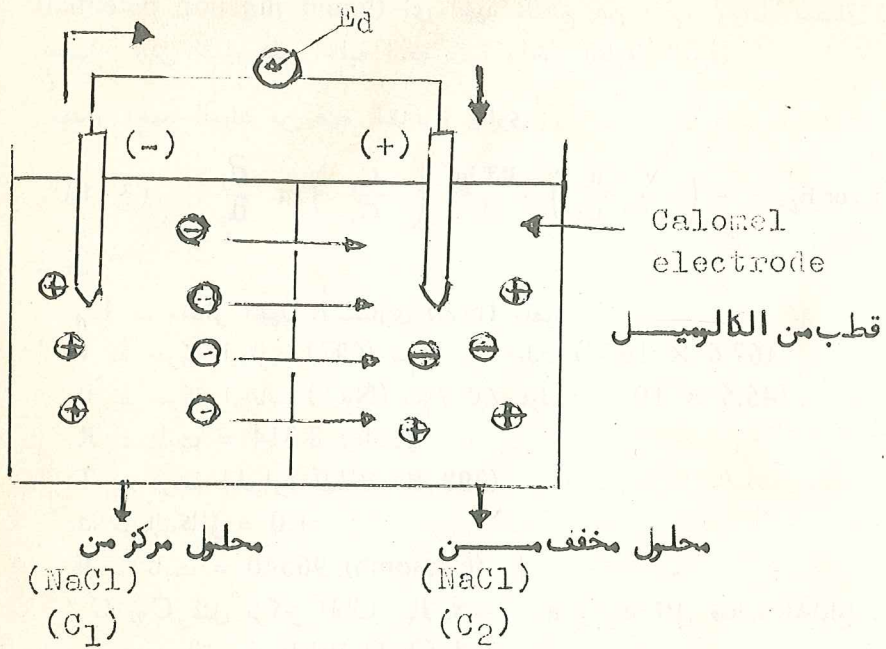 Ed
(-)
(+)
Calomel
electrode
قطب من الكالوميل
محلول مركز من
(NaCl)
(C₁)
محلول مخفف من
(NaCl)
(C₂)